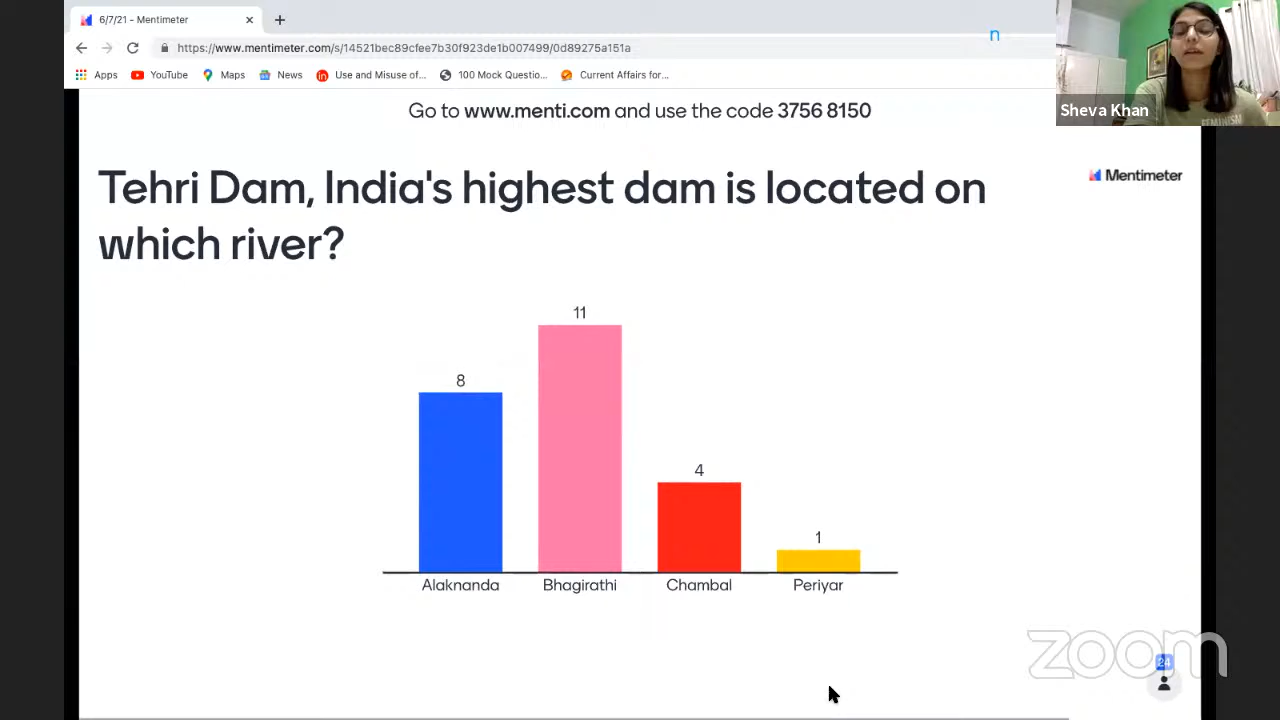 6/7/21 - Mentimeter
https://www.mentimeter.com/s/14521bec89cfee7b30f923de1b007499/0d89275a151a
n
Apps YouTube Maps News Use and Misuse of... 100 Mock Questio... Current Affairs for...
Sheva Khan
FEMINISM
Go to www.menti.com and use the code 3756 8150
Mentimeter
Tehri Dam, India's highest dam is located on
which river?
8
11
4
1
Alaknanda Bhagirathi Chambal Periyar
zoom
24